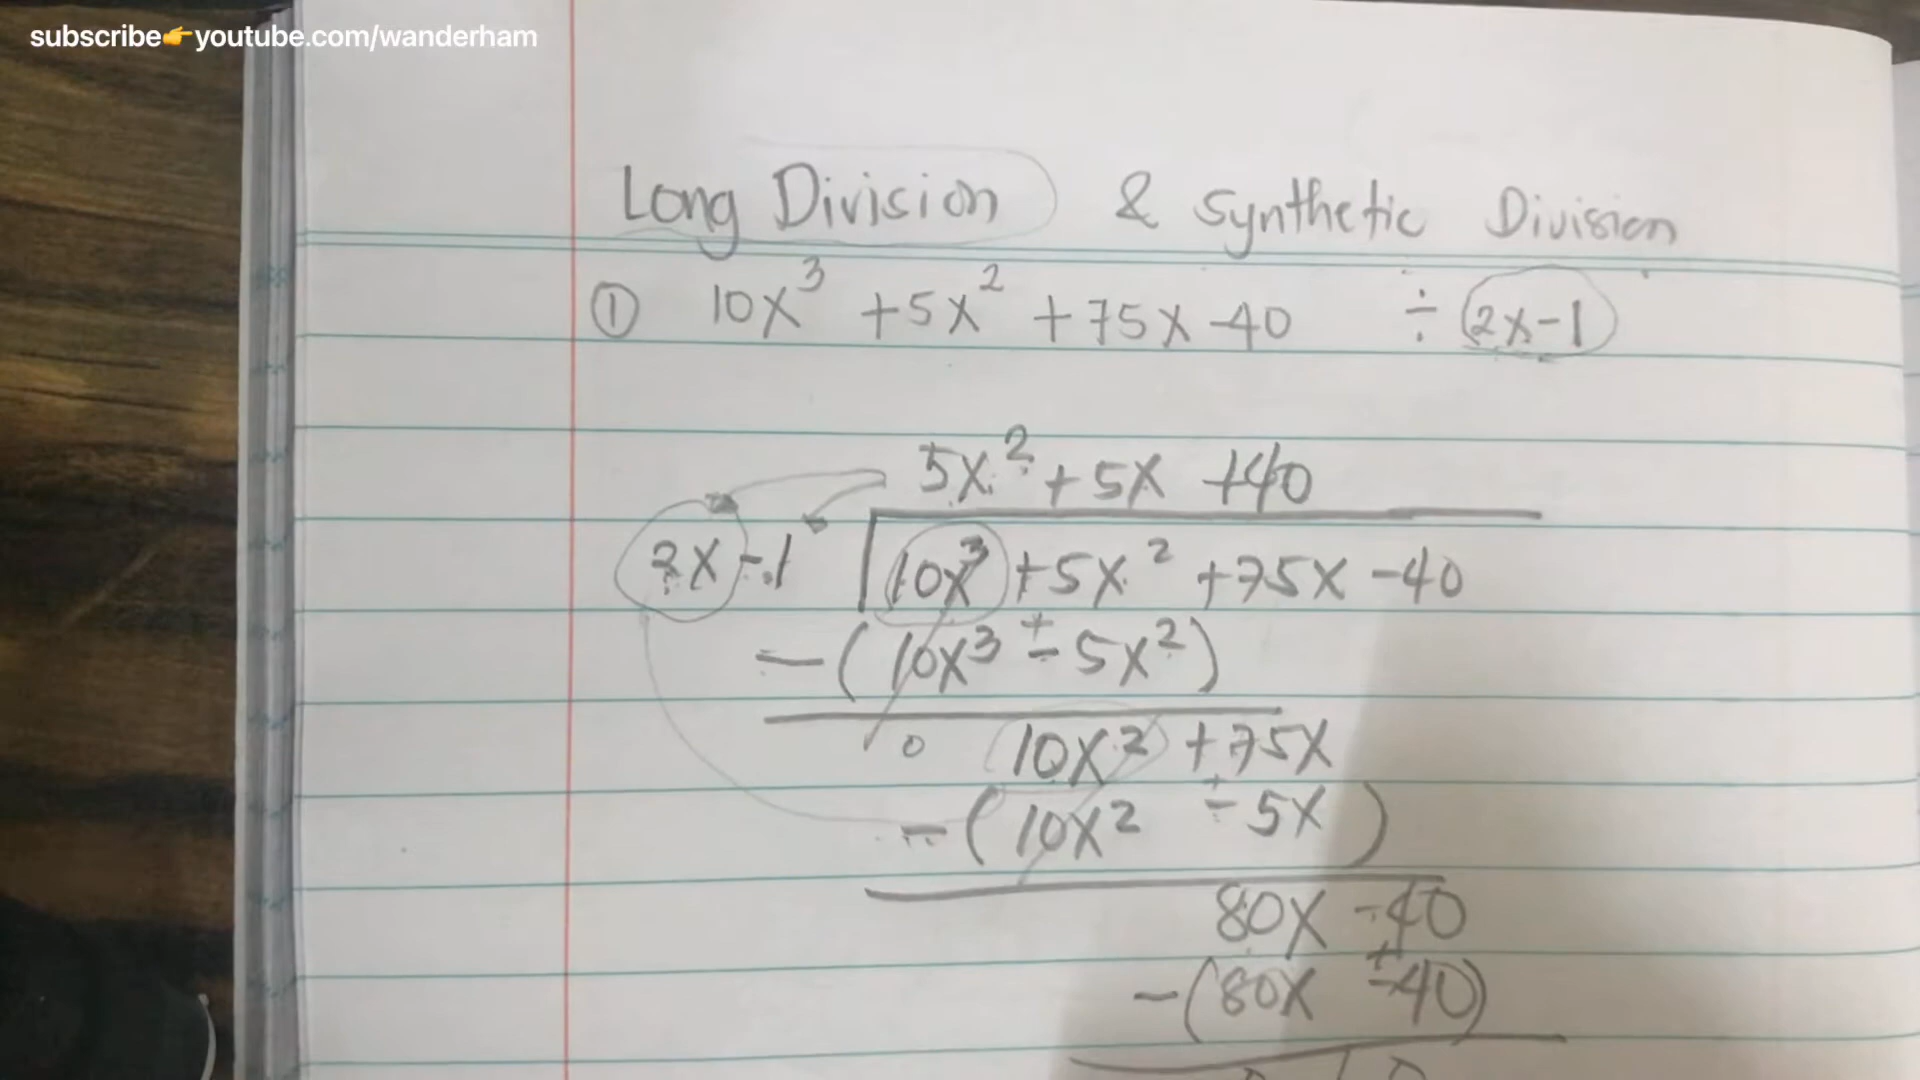 subscribe👉youtube.com/wanderham
Long Division & Synthetic Division
① 10x³ +5x² +75x -40 ÷ 2x-1
5x² +5x +40
2x-1 10x³ +5x² +75x -40
-( 10x³ -+ 5x² )
0 10x² +75x
-( 10x² -+ 5x )
80x -40
-(80x -+40)